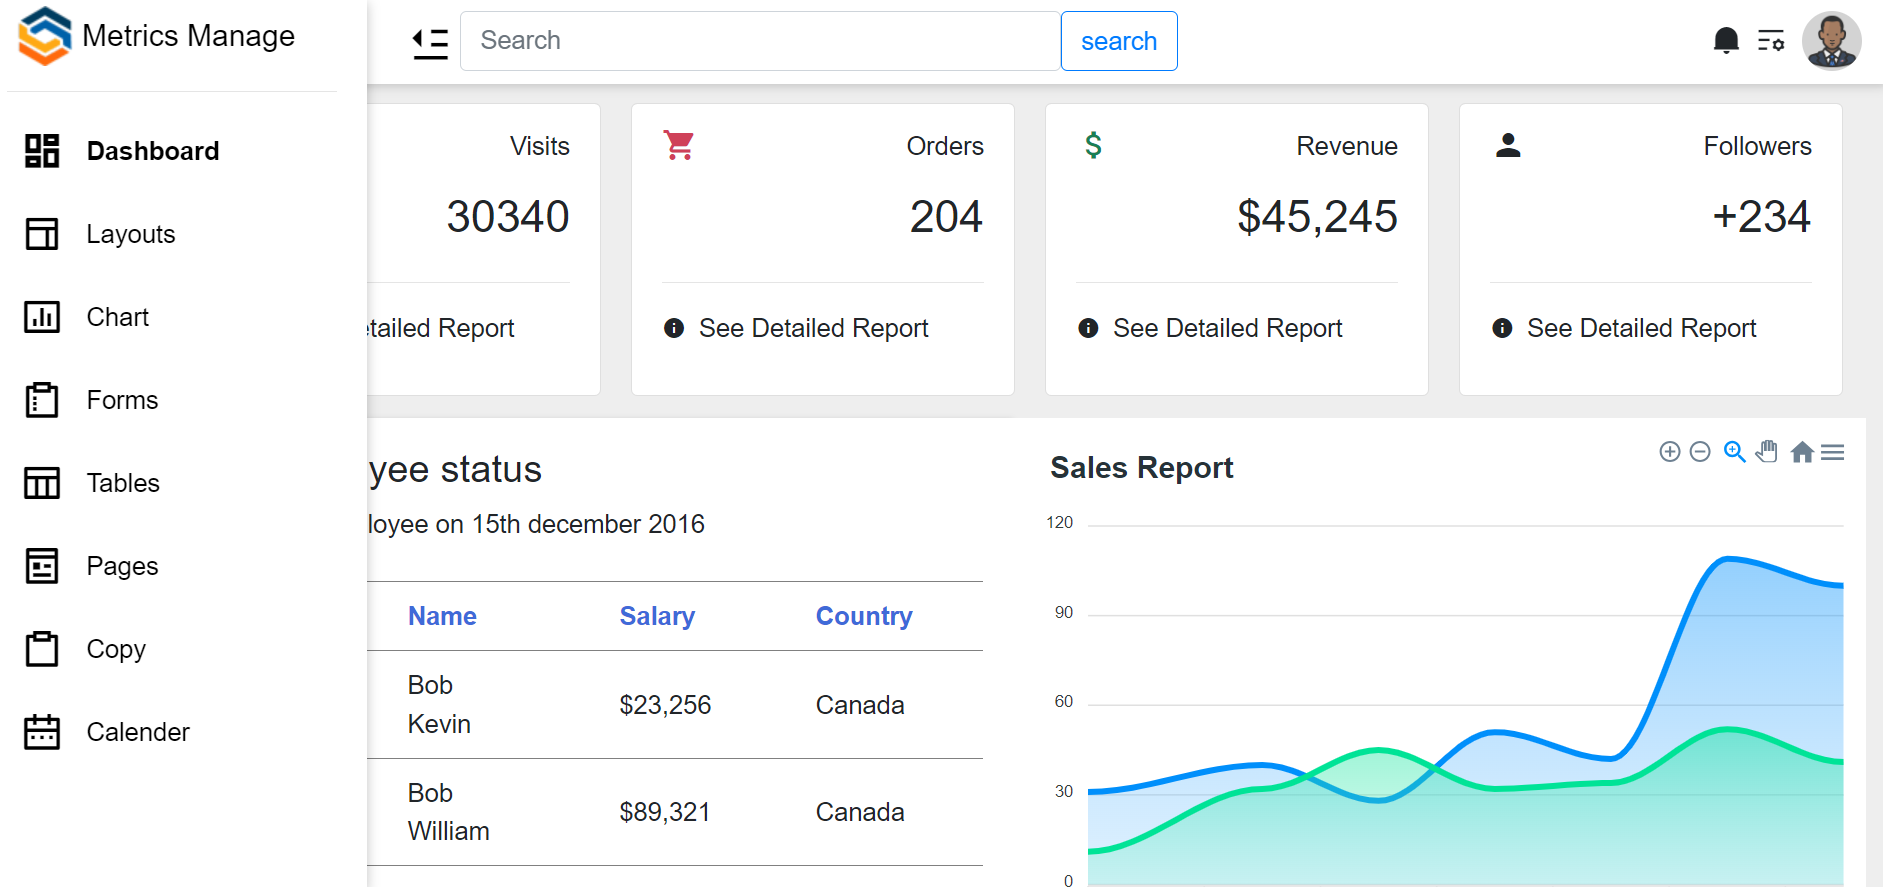 Metrics Manage
Search
search
Dashboard
Layouts
Chart
Forms
Tables
Pages
Copy
Calender
Visits
30340
etailed Report
Orders
204
See Detailed Report
Revenue
$45,245
See Detailed Report
Followers
+234
See Detailed Report
yee status
loyee on 15th december 2016
Name Salary Country
Bob
Kevin
$23,256
Canada
Bob
William
$89,321
Canada
Sales Report
120
90
60
30
0